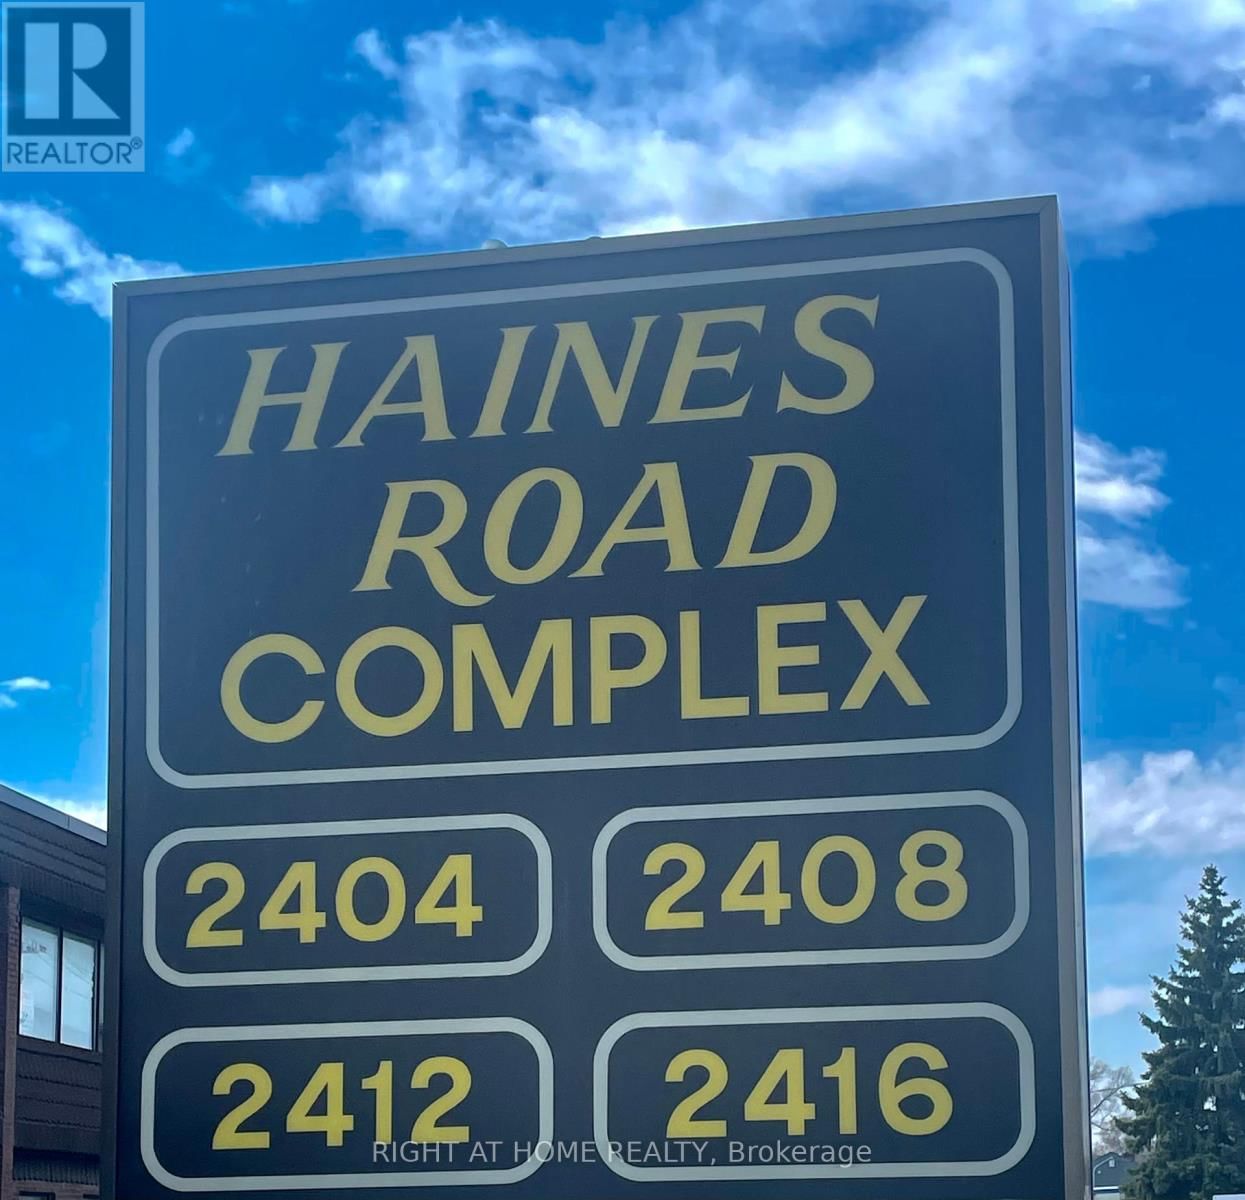 REALTOR®
HAINES
ROAD
COMPLEX
2404 2408
2412 2416
RIGHT AT HOME REALTY, Brokerage